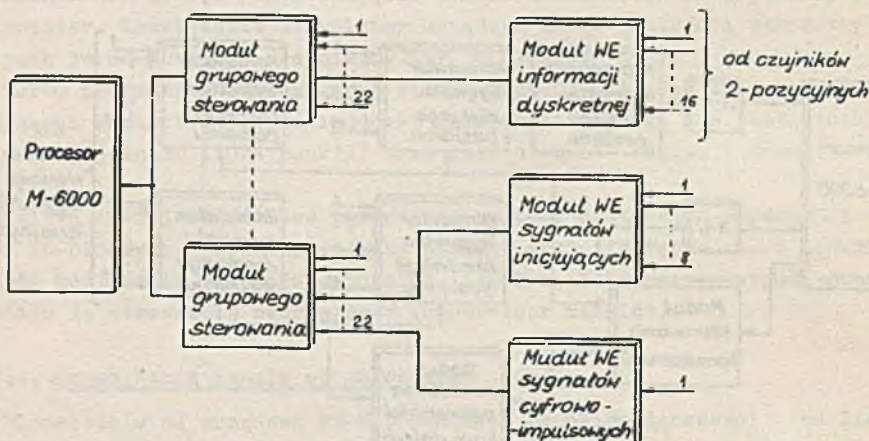 Procesor
M-6000
Moduł
grupowego
sterowania
1
22
Moduł WE
informacji
dyskretnej
1
16
od czujników
2-pozycyjnych
Moduł
grupowego
sterowania
1
22
Moduł WE
sygnałów
inicjujących
1
8
Muduł WE
sygnałów
cyfrowo-
-impulsowych
1